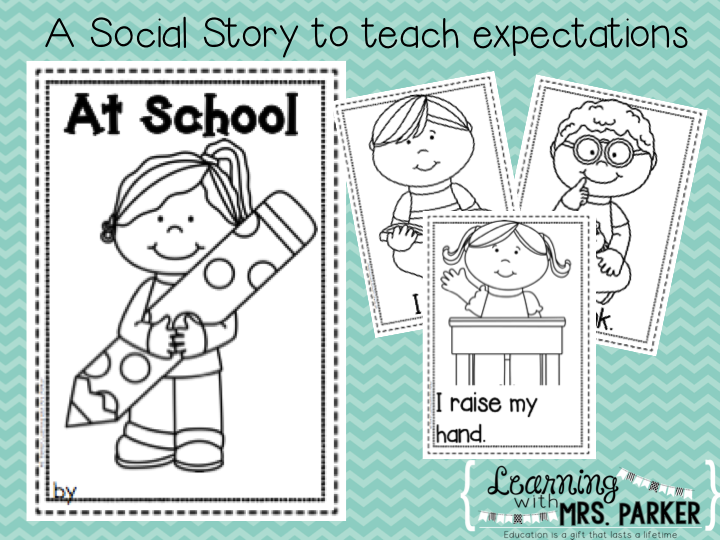 A Social Story to teach expectations
At School
by
I
k.
I raise my
hand.
Learning
with
MRS. PARKER
Education is a gift that lasts a lifetime